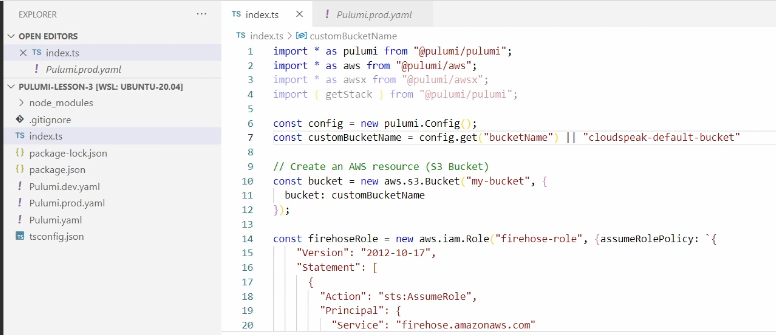 EXPLORER ...
OPEN EDITORS
× TS index.ts
! Pulumi.prod.yaml
PULUMI-LESSON-3 [WSL: UBUNTU-20.04]
> node_modules
.gitignore
TS index.ts
{} package-lock.json
{} package.json
! Pulumi.dev.yaml
! Pulumi.prod.yaml
! Pulumi.yaml
tsconfig.json
TS index.ts × ! Pulumi.prod.yaml
TS index.ts > customBucketName
1 import * as pulumi from "@pulumi/pulumi";
2 import * as aws from "@pulumi/aws";
3 import * as awsx from "@pulumi/awsx";
4 import { getStack } from "@pulumi/pulumi";
5
6 const config = new pulumi.Config();
7 const customBucketName = config.get("bucketName") || "cloudspeak-default-bucket"
8
9 // Create an AWS resource (S3 Bucket)
10 const bucket = new aws.s3.Bucket("my-bucket", {
11 bucket: customBucketName
12 });
13
14 const firehoseRole = new aws.iam.Role("firehose-role", {assumeRolePolicy: `{
15 "Version": "2012-10-17",
16 "Statement": [
17 {
18 "Action": "sts:AssumeRole",
19 "Principal": {
20 "Service": "firehose.amazonaws.com"